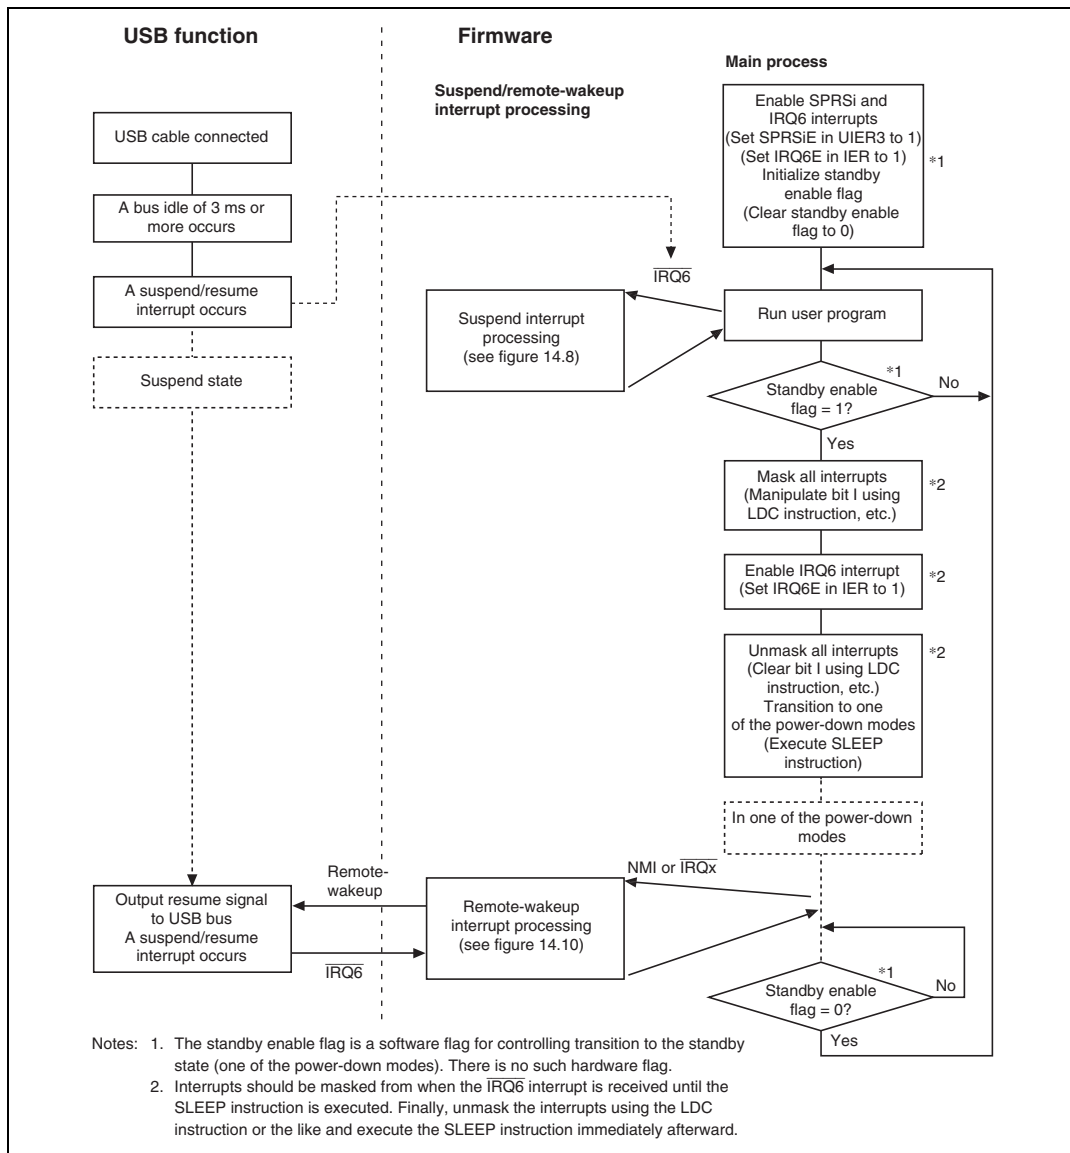 USB function
Firmware
Main process
Suspend/remote-wakeup
interrupt processing
Enable SPRSi and
IRQ6 interrupts
(Set SPRSiE in UIER3 to 1)
(Set IRQ6E in IER to 1)
Initialize standby
enable flag
(Clear standby enable
flag to 0)
*1
USB cable connected
A bus idle of 3 ms or
more occurs
A suspend/resume
interrupt occurs
Suspend state
IRQ6
Suspend interrupt
processing
(see figure 14.8)
Run user program
Standby enable
flag = 1?
*1
No
Yes
Mask all interrupts
(Manipulate bit I using
LDC instruction, etc.)
*2
Enable IRQ6 interrupt
(Set IRQ6E in IER to 1)
*2
Unmask all interrupts
(Clear bit I using LDC
instruction, etc.)
Transition to one
of the power-down modes
(Execute SLEEP
instruction)
*2
In one of the power-down
modes
NMI or IRQx
Remote-
wakeup
Output resume signal
to USB bus
A suspend/resume
interrupt occurs
IRQ6
Remote-wakeup
interrupt processing
(see figure 14.10)
Standby enable
flag = 0?
*1
No
Yes
Notes: 1. The standby enable flag is a software flag for controlling transition to the standby
state (one of the power-down modes). There is no such hardware flag.
2. Interrupts should be masked from when the IRQ6 interrupt is received until the
SLEEP instruction is executed. Finally, unmask the interrupts using the LDC
instruction or the like and execute the SLEEP instruction immediately afterward.